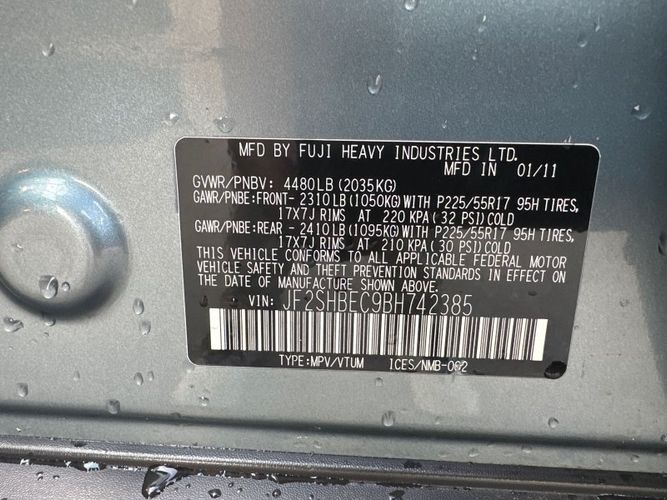 MFD BY FUJI HEAVY INDUSTRIES LTD.
MFD IN 01/11
GVWR/PNBV: 4480LB(2035KG)
GAWR/PNBE:FRONT-2310LB(1050KG)WITH P225/55R17 95H TIRES,
17X7J RIMS AT 220 KPA(32 PSI)COLD
GAWR/PNBE:REAR -2410LB(1095KG)WITH P225/55R17 95H TIRES,
17X7J RIMS AT 210 KPA(30 PSI)COLD
THIS VEHICLE CONFORMS TO ALL APPLICABLE FEDERAL MOTOR
VEHICLE SAFETY AND THEFT PREVENTION STANDARDS IN EFFECT ON
THE DATE OF MANUFACTURE SHOWN ABOVE.
VIN: JF2SHBEC9BH742385
TYPE:MPV/VTUM ICES/NMB-002